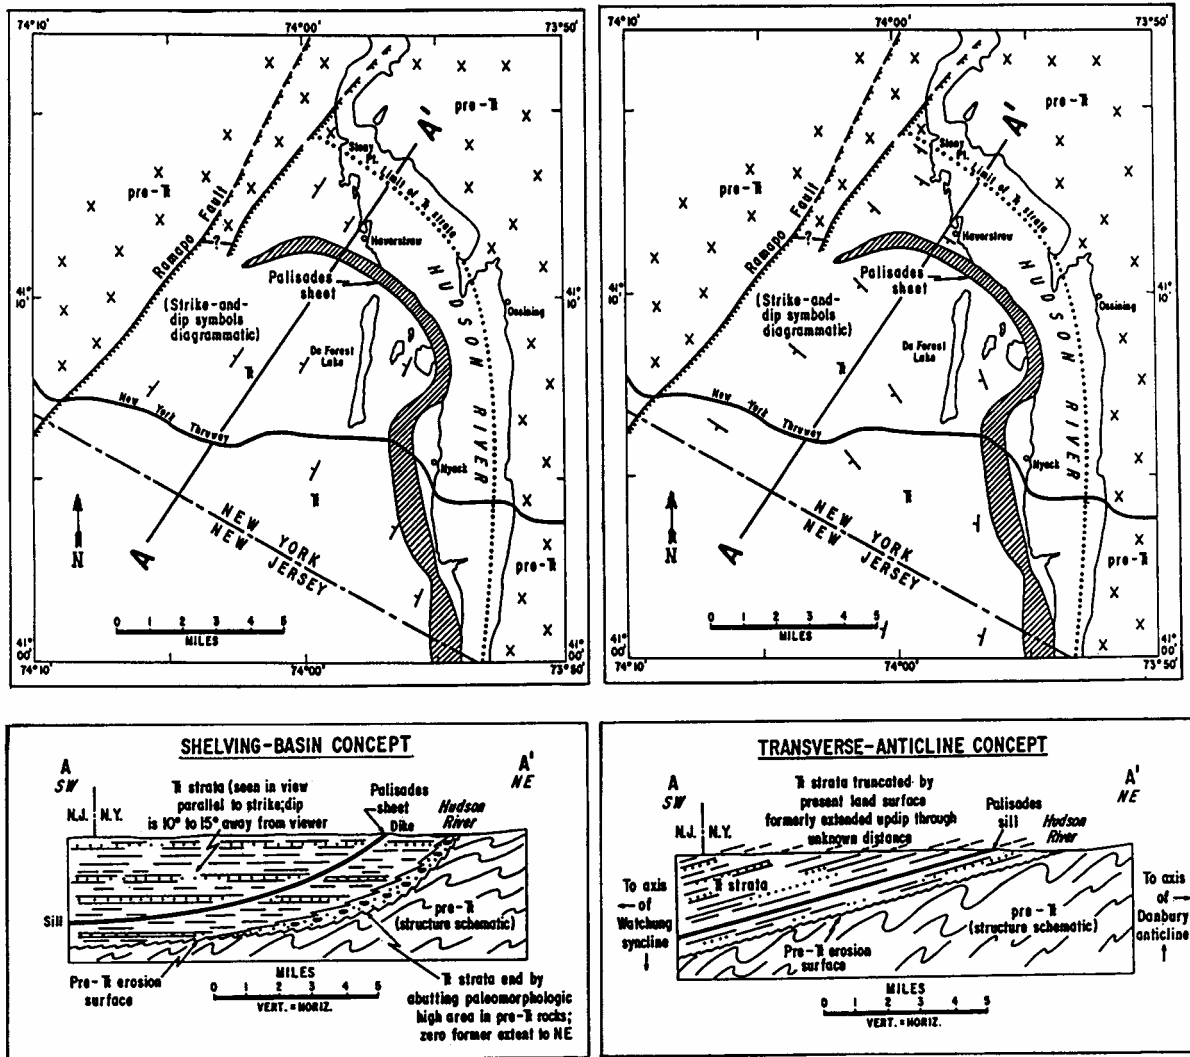 74°10'
74°00'
73°50'
pre-Ћ
A'
Stony Pt.
Limit of Ћ strata
pre-Ћ
Ramapo Fault
?
Haverstraw
Palisades
sheet
HUDSON RIVER
41°
10'
41°
10'
Ossining
(Strike-and-
dip symbols
diagrammatic)
De Forest
Lake
Ћ
New York Thruway
Nyack
Ћ
N
A
NEW YORK
NEW JERSEY
pre-Ћ
0 1 2 3 4 5
MILES
41°
00'
41°
00'
74°10'
74°00'
73°50'
74°10'
74°00'
73°50'
pre-Ћ
A'
Stony Pt.
Limit of Ћ strata
pre-Ћ
Ramapo Fault
?
Haverstraw
Palisades
sheet
HUDSON RIVER
41°
10'
41°
10'
Ossining
(Strike-and-
dip symbols
diagrammatic)
De Forest
Lake
Ћ
New York Thruway
Nyack
Ћ
N
A
NEW YORK
NEW JERSEY
pre-Ћ
0 1 2 3 4 5
MILES
41°
00'
41°
00'
74°10'
74°00'
73°50'
SHELVING-BASIN CONCEPT
A
SW
A'
NE
N.J.
N.Y.
Ћ strata (seen in view
parallel to strike; dip
is 10° to 15° away from viewer
Palisades
sheet
Dike
Hudson
River
Sill
pre-Ћ
(structure schematic)
Pre-Ћ erosion
surface
MILES
0 1 2 3 4 5
VERT. = HORIZ.
Ћ strata end by
abutting paleomorphologic
high area in pre-Ћ rocks;
zero former extent to NE
TRANSVERSE-ANTICLINE CONCEPT
A
SW
A'
NE
N.J.
N.Y.
Ћ strata truncated by
present land surface
formerly extended updip through
unknown distance
Palisades
sill
Hudson
River
Ћ strata
To axis
of
Watchung
syncline
pre-Ћ
(structure schematic)
To axis
of
Danbury
anticline
Pre-Ћ erosion
surface
MILES
0 1 2 3 4 5
VERT. = HORIZ.